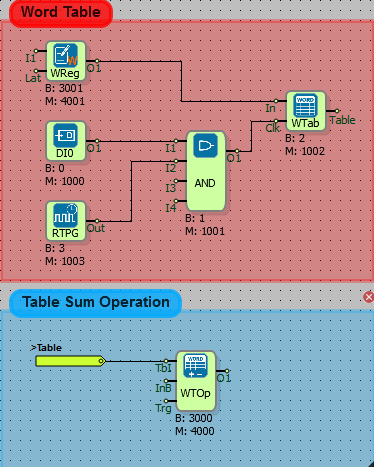 Word Table
I1
Lat
W
WReg
O1
B: 3001
M: 4001
DI0
O1
B: 0
M: 1000
RTPG
Out
B: 3
M: 1003
I1
I2
I3
I4
AND
O1
B: 1
M: 1001
In
Clk
WORD
WTab
Table
B: 2
M: 1002
Table Sum Operation
>Table
Tbl
InB
Trg
WORD
WTOp
O1
B: 3000
M: 4000